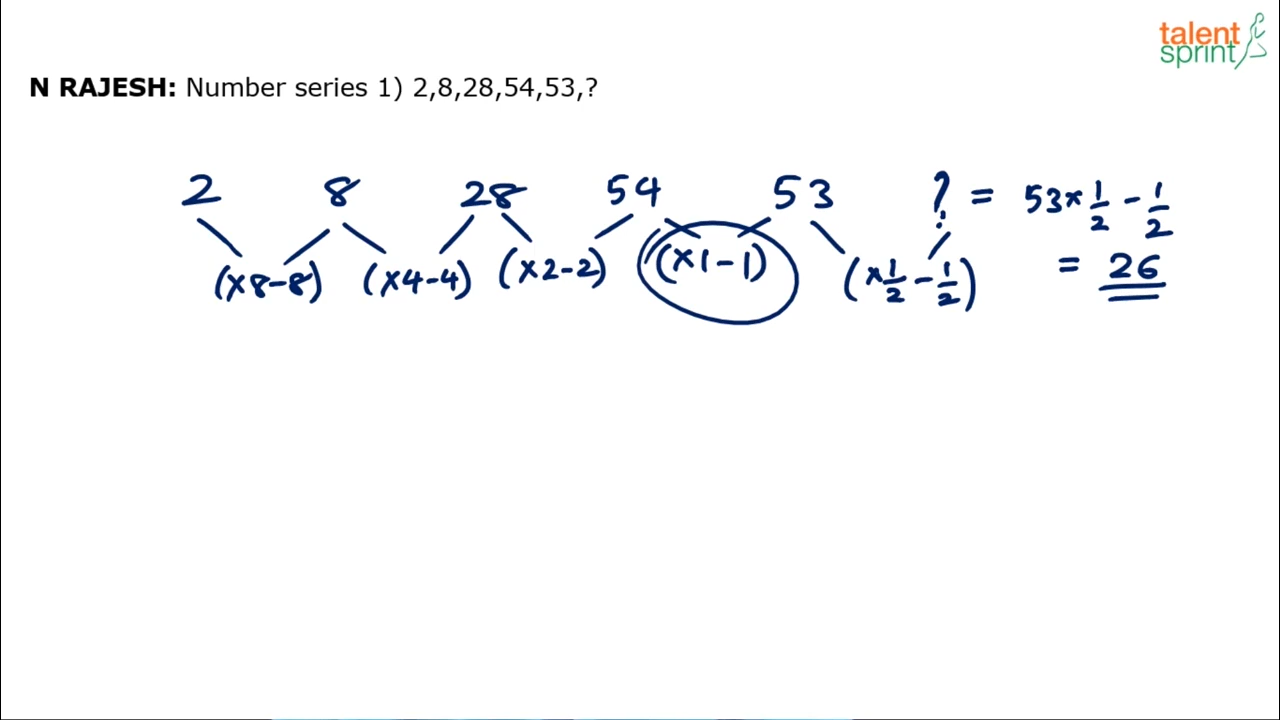 talent
sprint
N RAJESH: Number series 1) 2,8,28,54,53,?
2 8 28 54 53 ? = 53×1/2 - 1/2
(×8-8) (×4-4) (×2-2) (×1-1) (×1/2 - 1/2) = 26